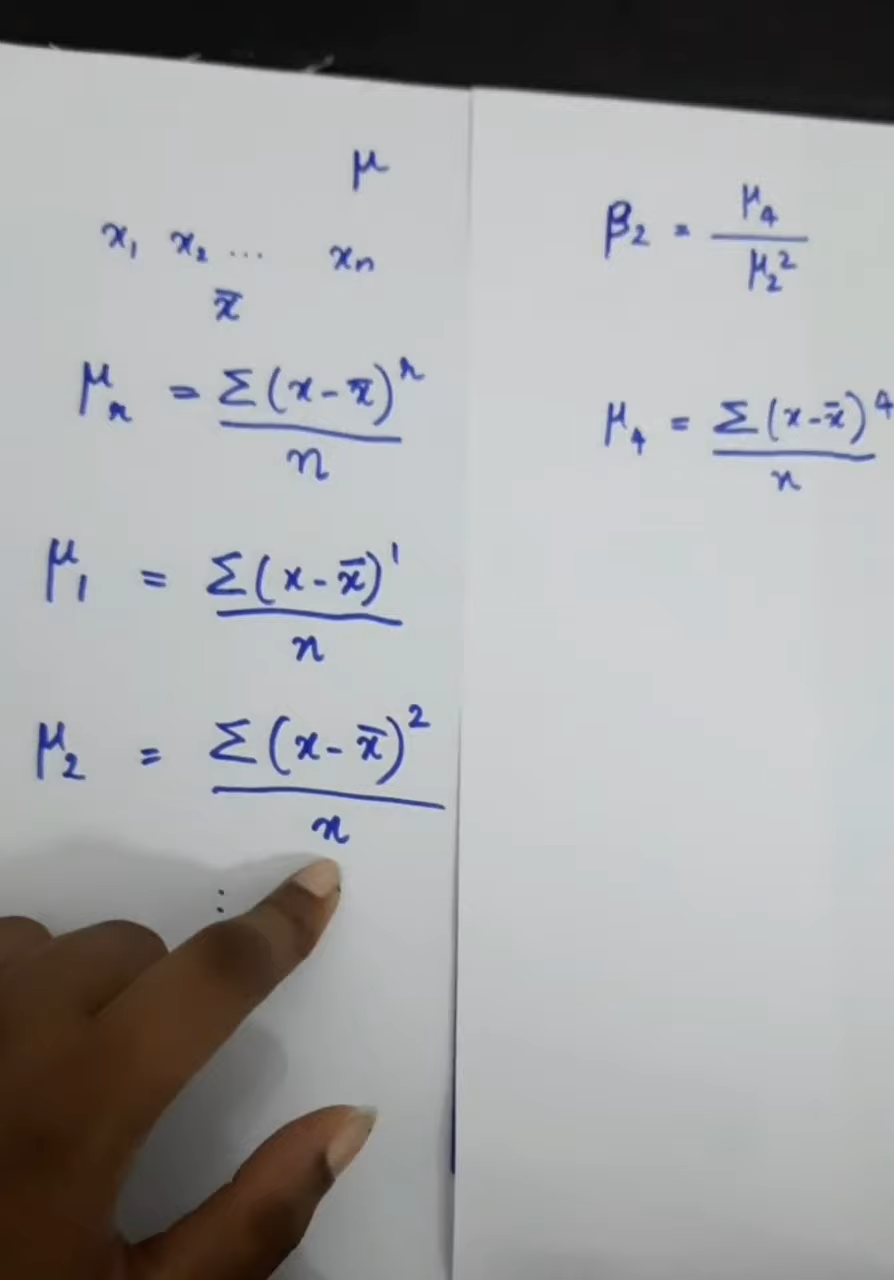 μ
x₁ x₂ ... xₙ
x̄
μᵣ = Σ(x-x̄)ʳ / n
μ₁ = Σ(x-x̄)¹ / n
μ₂ = Σ(x-x̄)² / n
:
β₂ = μ₄ / μ₂²
μ₄ = Σ(x-x̄)⁴ / n